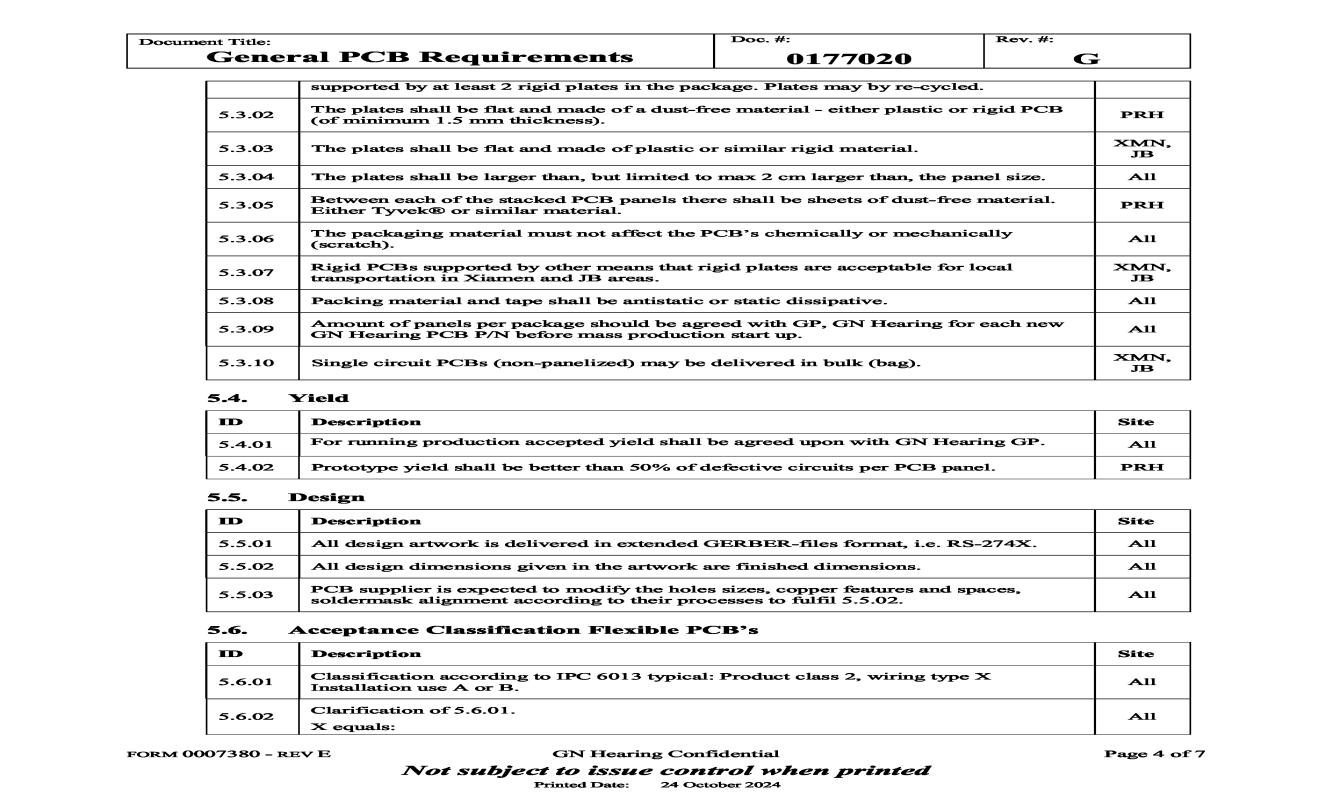 Document Title:
General PCB Requirements
Doc. #:
0177020
Rev. #:
G
supported by at least 2 rigid plates in the package. Plates may by re-cycled.
5.3.02
The plates shall be flat and made of a dust-free material – either plastic or rigid PCB
(of minimum 1.5 mm thickness).
PRH
5.3.03
The plates shall be flat and made of plastic or similar rigid material.
XMN,
JB
5.3.04
The plates shall be larger than, but limited to max 2 cm larger than, the panel size.
All
5.3.05
Between each of the stacked PCB panels there shall be sheets of dust-free material.
Either Tyvek® or similar material.
PRH
5.3.06
The packaging material must not affect the PCB's chemically or mechanically
(scratch).
All
5.3.07
Rigid PCBs supported by other means that rigid plates are acceptable for local
transportation in Xiamen and JB areas.
XMN,
JB
5.3.08
Packing material and tape shall be antistatic or static dissipative.
All
5.3.09
Amount of panels per package should be agreed with GP, GN Hearing for each new
GN Hearing PCB P/N before mass production start up.
All
5.3.10
Single circuit PCBs (non-panelized) may be delivered in bulk (bag).
XMN,
JB
5.4. Yield
ID Description Site
5.4.01
For running production accepted yield shall be agreed upon with GN Hearing GP.
All
5.4.02
Prototype yield shall be better than 50% of defective circuits per PCB panel.
PRH
5.5. Design
ID Description Site
5.5.01
All design artwork is delivered in extended GERBER-files format, i.e. RS-274X.
All
5.5.02
All design dimensions given in the artwork are finished dimensions.
All
5.5.03
PCB supplier is expected to modify the holes sizes, copper features and spaces,
soldermask alignment according to their processes to fulfil 5.5.02.
All
5.6. Acceptance Classification Flexible PCB's
ID Description Site
5.6.01
Classification according to IPC 6013 typical: Product class 2, wiring type X
Installation use A or B.
All
5.6.02
Clarification of 5.6.01.
X equals:
All
FORM 0007380 - REV E
GN Hearing Confidential
Page 4 of 7
Not subject to issue control when printed
Printed Date: 24 October 2024